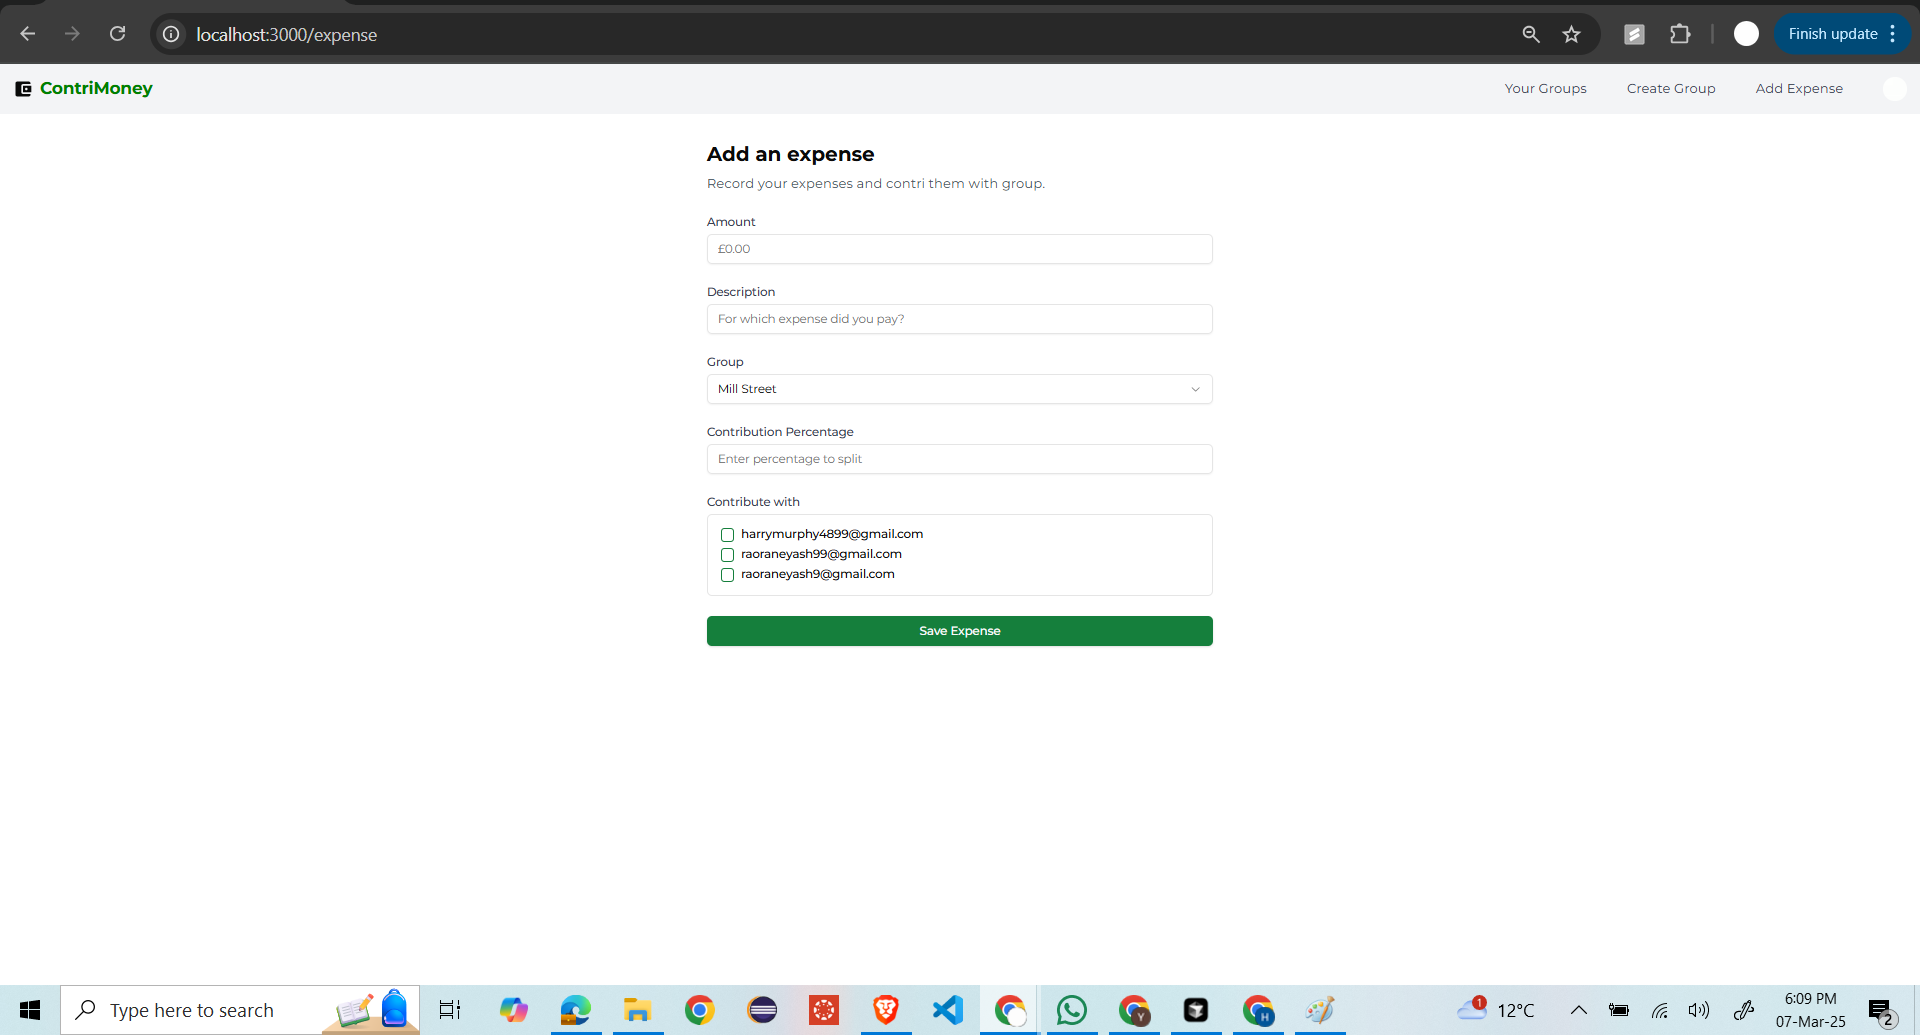 localhost:3000/expense
Finish update
ContriMoney
Your Groups
Create Group
Add Expense
Add an expense
Record your expenses and contri them with group.
Amount
£0.00
Description
For which expense did you pay?
Group
Mill Street
Contribution Percentage
Enter percentage to split
Contribute with
harrymurphy4899@gmail.com
raoraneyash99@gmail.com
raoraneyash9@gmail.com
Save Expense
Type here to search
Y
H
1
12°C
6:09 PM
07-Mar-25
2